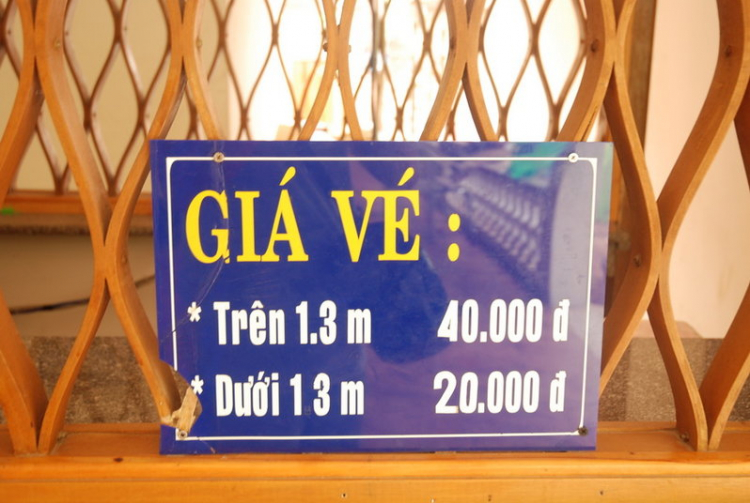 GIÁ VÉ :
* Trên 1.3 m 40.000 đ
* Dưới 1 3 m 20.000 đ